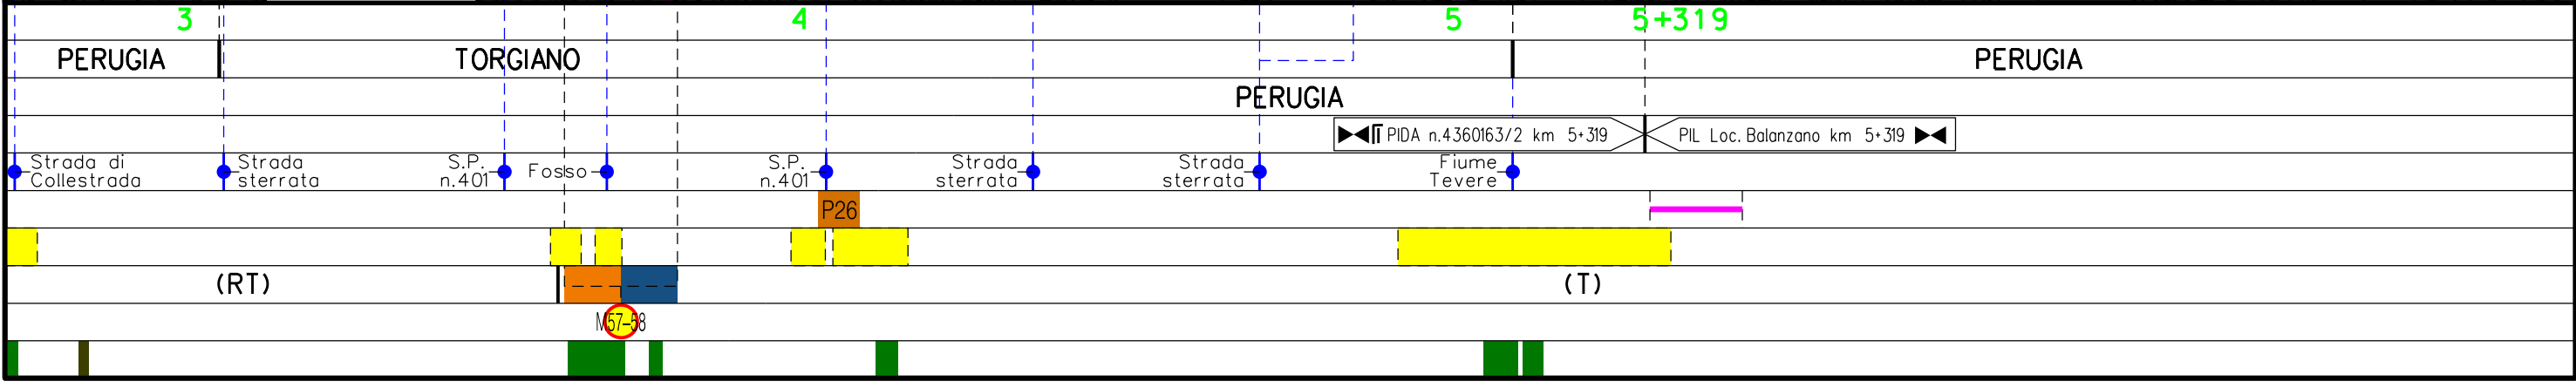 3 4 5 5+319
PERUGIA TORGIANO PERUGIA
PERUGIA
PIDA n.4360163/2 km 5+319 PIL Loc. Balanzano km 5+319
Strada di Strada S.P. Fosso S.P. Strada Strada Fiume
Collestrada sterrata n.401 n.401 sterrata sterrata Tevere
P26
(RT) (T)
M57-58